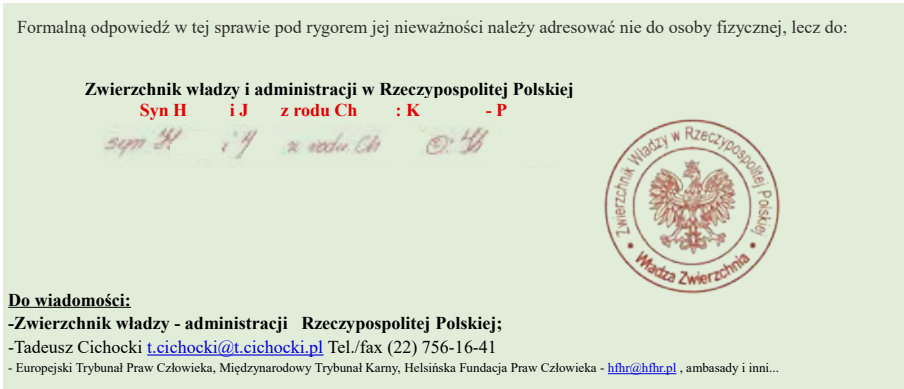 Formalną odpowiedź w tej sprawie pod rygorem jej nieważności należy adresować nie do osoby fizycznej, lecz do:
Zwierzchnik władzy i administracji w Rzeczypospolitej Polskiej
Syn H i J z rodu Ch : K - P
syn H i J z rodu Ch
Zwierzchnik Władzy w Rzeczypospolitej Polskiej
Władza Zwierzchnia
Do wiadomości:
-Zwierzchnik władzy - administracji Rzeczypospolitej Polskiej;
-Tadeusz Cichocki t.cichocki@t.cichocki.pl Tel./fax (22) 756-16-41
- Europejski Trybunał Praw Człowieka, Międzynarodowy Trybunał Karny, Helsińska Fundacja Praw Człowieka - hfhr@hfhr.pl , ambasady i inni...